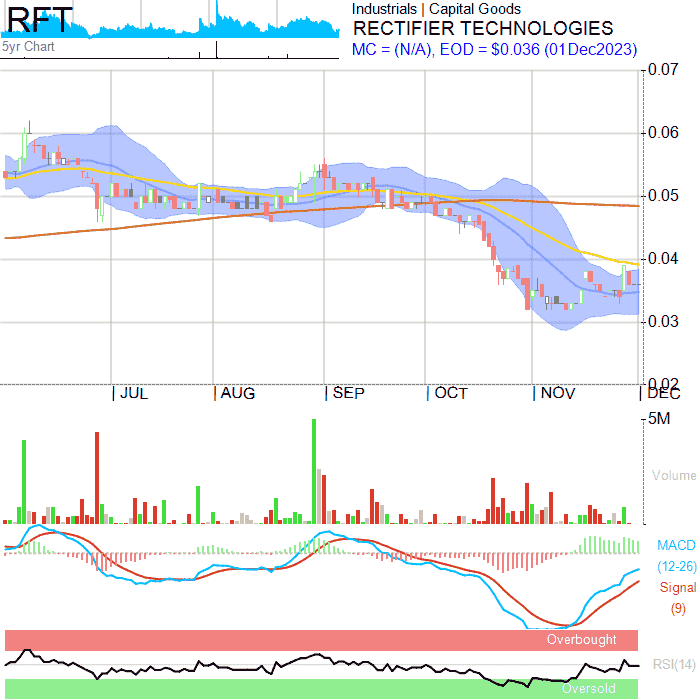 RFT
5yr Chart
Industrials | Capital Goods
RECTIFIER TECHNOLOGIES
MC = (N/A), EOD = $0.036 (01Dec2023)
0.07
0.06
0.05
0.04
0.03
0.02
JUL AUG SEP OCT NOV DEC
5M
Volume
MACD
(12-26)
Signal
(9)
Overbought
RSI(14)
Oversold